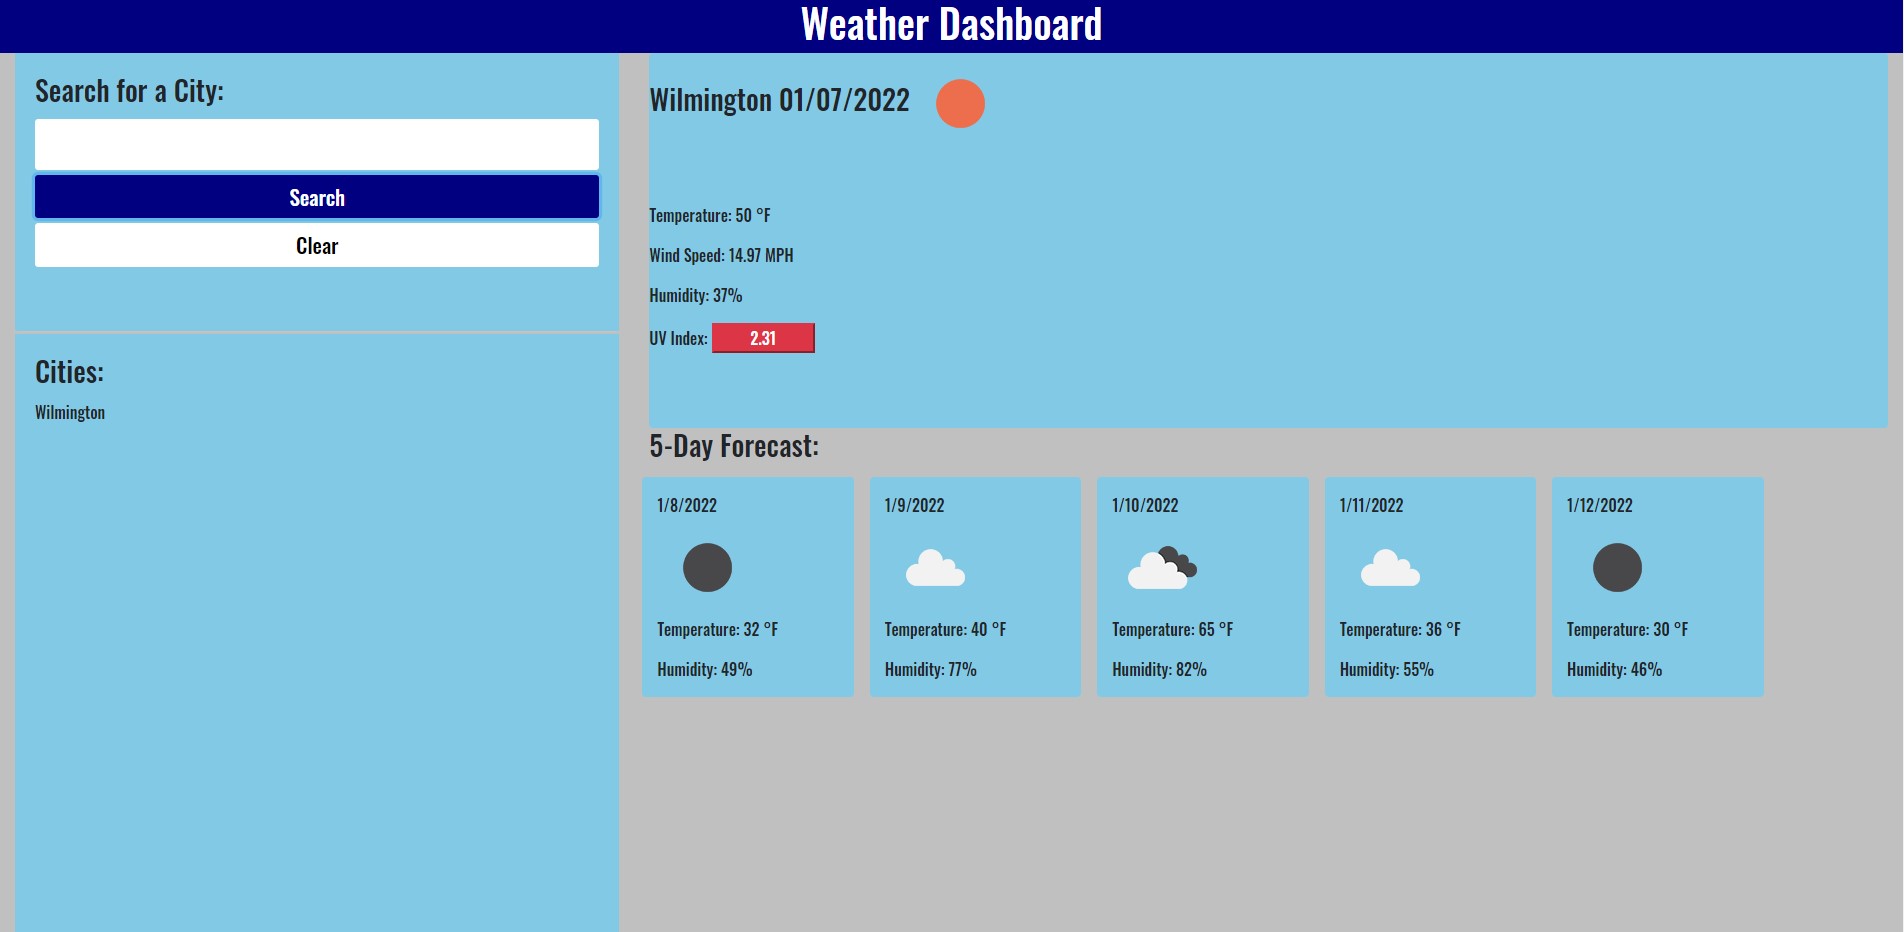 Weather Dashboard
Search for a City:
Search
Clear
Cities:
Wilmington
Wilmington 01/07/2022
Temperature: 50 °F
Wind Speed: 14.97 MPH
Humidity: 37%
UV Index: 2.31
5-Day Forecast:
1/8/2022
Temperature: 32 °F
Humidity: 49%
1/9/2022
Temperature: 40 °F
Humidity: 77%
1/10/2022
Temperature: 65 °F
Humidity: 82%
1/11/2022
Temperature: 36 °F
Humidity: 55%
1/12/2022
Temperature: 30 °F
Humidity: 46%